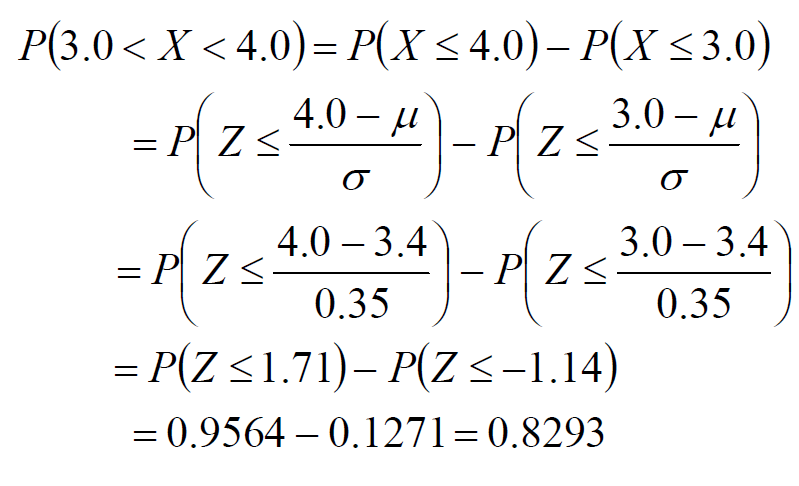 P(3.0 < X < 4.0) = P(X ≤ 4.0) − P(X ≤ 3.0)
= P(Z ≤ (4.0 − μ)/σ) − P(Z ≤ (3.0 − μ)/σ)
= P(Z ≤ (4.0 − 3.4)/0.35) − P(Z ≤ (3.0 − 3.4)/0.35)
= P(Z ≤ 1.71) − P(Z ≤ −1.14)
= 0.9564 − 0.1271 = 0.8293